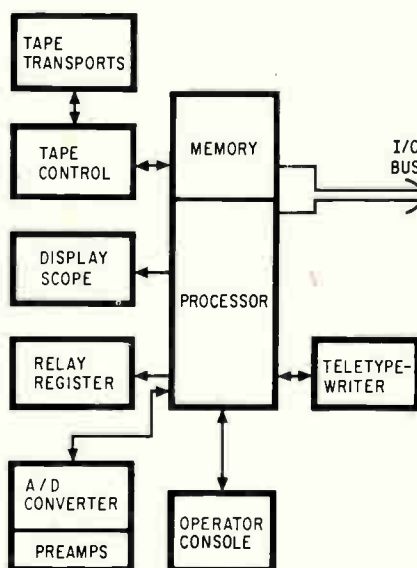 TAPE
TRANSPORTS
TAPE
CONTROL
MEMORY
I/O
BUS
DISPLAY
SCOPE
PROCESSOR
RELAY
REGISTER
TELETYPE-
WRITER
A/D
CONVERTER
PREAMPS
OPERATOR
CONSOLE